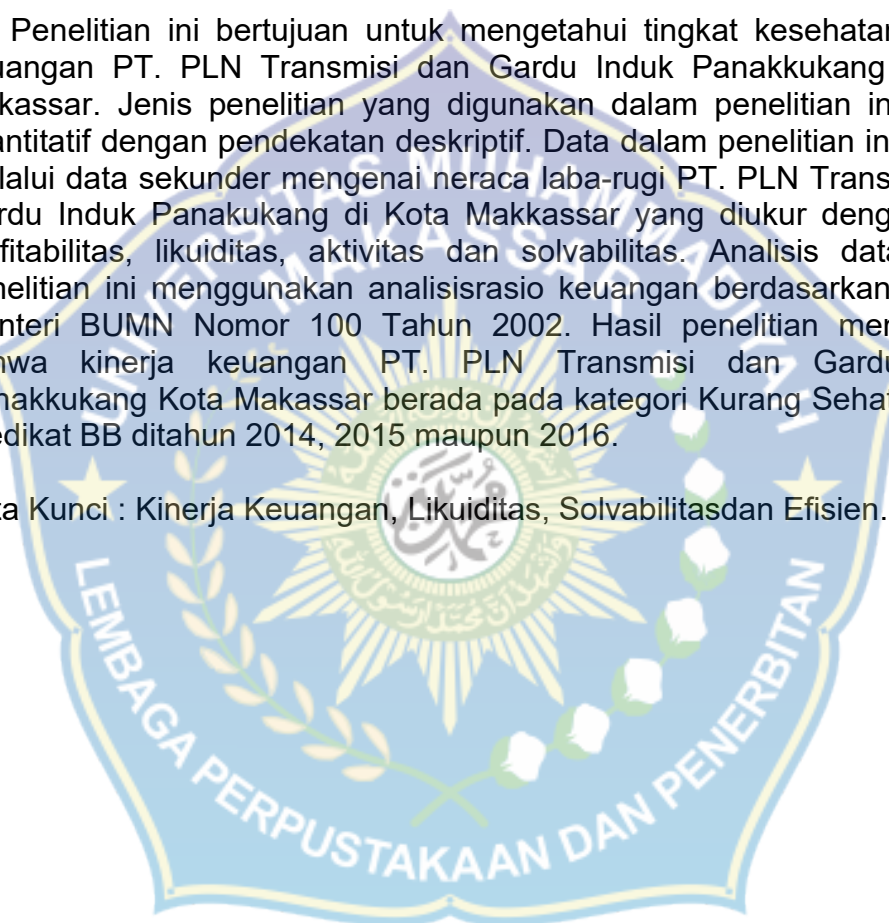 Penelitian ini bertujuan untuk mengetahui tingkat kesehatan
uangan PT. PLN Transmisi dan Gardu Induk Panakkukang
kassar. Jenis penelitian yang digunakan dalam penelitian in
antitatif dengan pendekatan deskriptif. Data dalam penelitian in
lalui data sekunder mengenai neraca laba-rugi PT. PLN Trans
rdu Induk Panakukang di Kota Makkassar yang diukur deng
fitabilitas, likuiditas, aktivitas dan solvabilitas. Analisis data
nelitian ini menggunakan analisisrasio keuangan berdasarkan
nteri BUMN Nomor 100 Tahun 2002. Hasil penelitian men
hwa kinerja keuangan PT. PLN Transmisi dan Gardu
nakkukang Kota Makassar berada pada kategori Kurang Sehat
edikat BB ditahun 2014, 2015 maupun 2016.
ta Kunci : Kinerja Keuangan, Likuiditas, Solvabilitasdan Efisien.
UNIVERSITAS MUHAMMADIYAH
MAKASSAR
LEMBAGA PERPUSTAKAAN DAN PENERBITAN